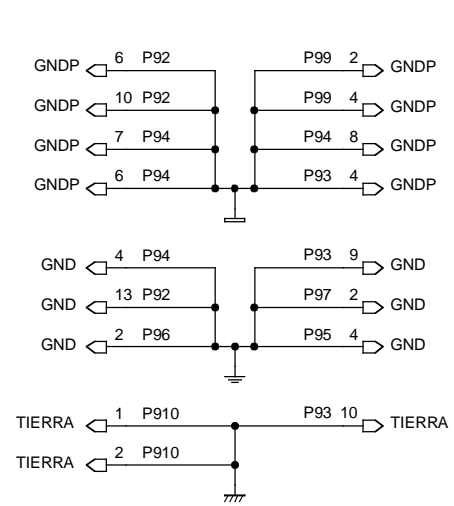 GNDP 6 P92 P99 2 GNDP
GNDP 10 P92 P99 4 GNDP
GNDP 7 P94 P94 8 GNDP
GNDP 6 P94 P93 4 GNDP
GND 4 P94 P93 9 GND
GND 13 P92 P97 2 GND
GND 2 P96 P95 4 GND
TIERRA 1 P910 P93 10 TIERRA
TIERRA 2 P910